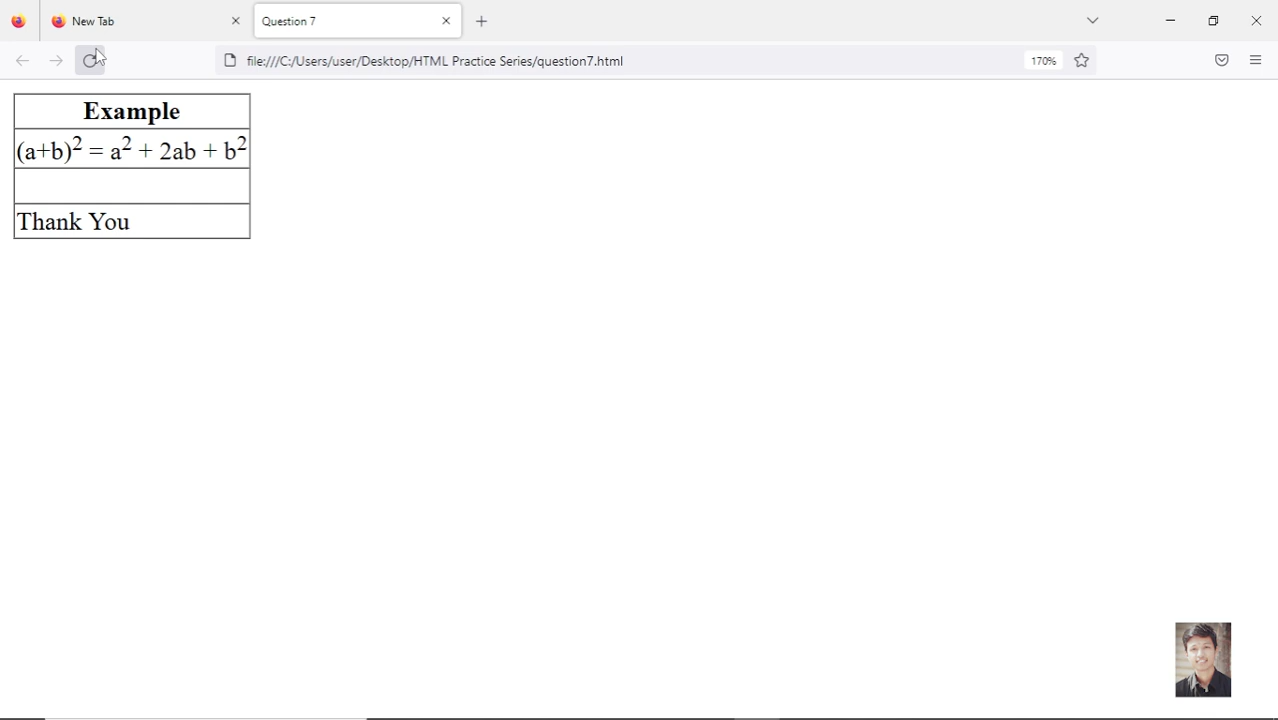 New Tab
Question 7
file:///C:/Users/user/Desktop/HTML Practice Series/question7.html
170%
Example
(a+b)² = a² + 2ab + b²
Thank You